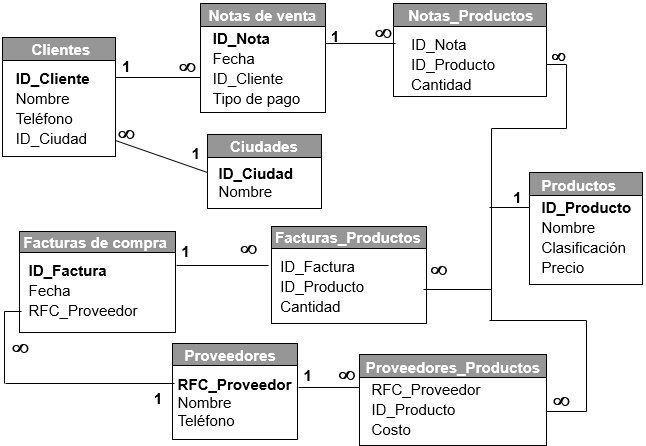 Clientes
ID_Cliente
Nombre
Teléfono
ID_Ciudad
1
∞
∞
Notas de venta
ID_Nota
Fecha
ID_Cliente
Tipo de pago
1
∞
Notas_Productos
ID_Nota
ID_Producto
Cantidad
∞
1
Ciudades
ID_Ciudad
Nombre
1
Productos
ID_Producto
Nombre
Clasificación
Precio
Facturas de compra
ID_Factura
Fecha
RFC_Proveedor
1
∞
∞
Facturas_Productos
ID_Factura
ID_Producto
Cantidad
∞
1
Proveedores
RFC_Proveedor
Nombre
Teléfono
1
∞
Proveedores_Productos
RFC_Proveedor
ID_Producto
Costo
∞